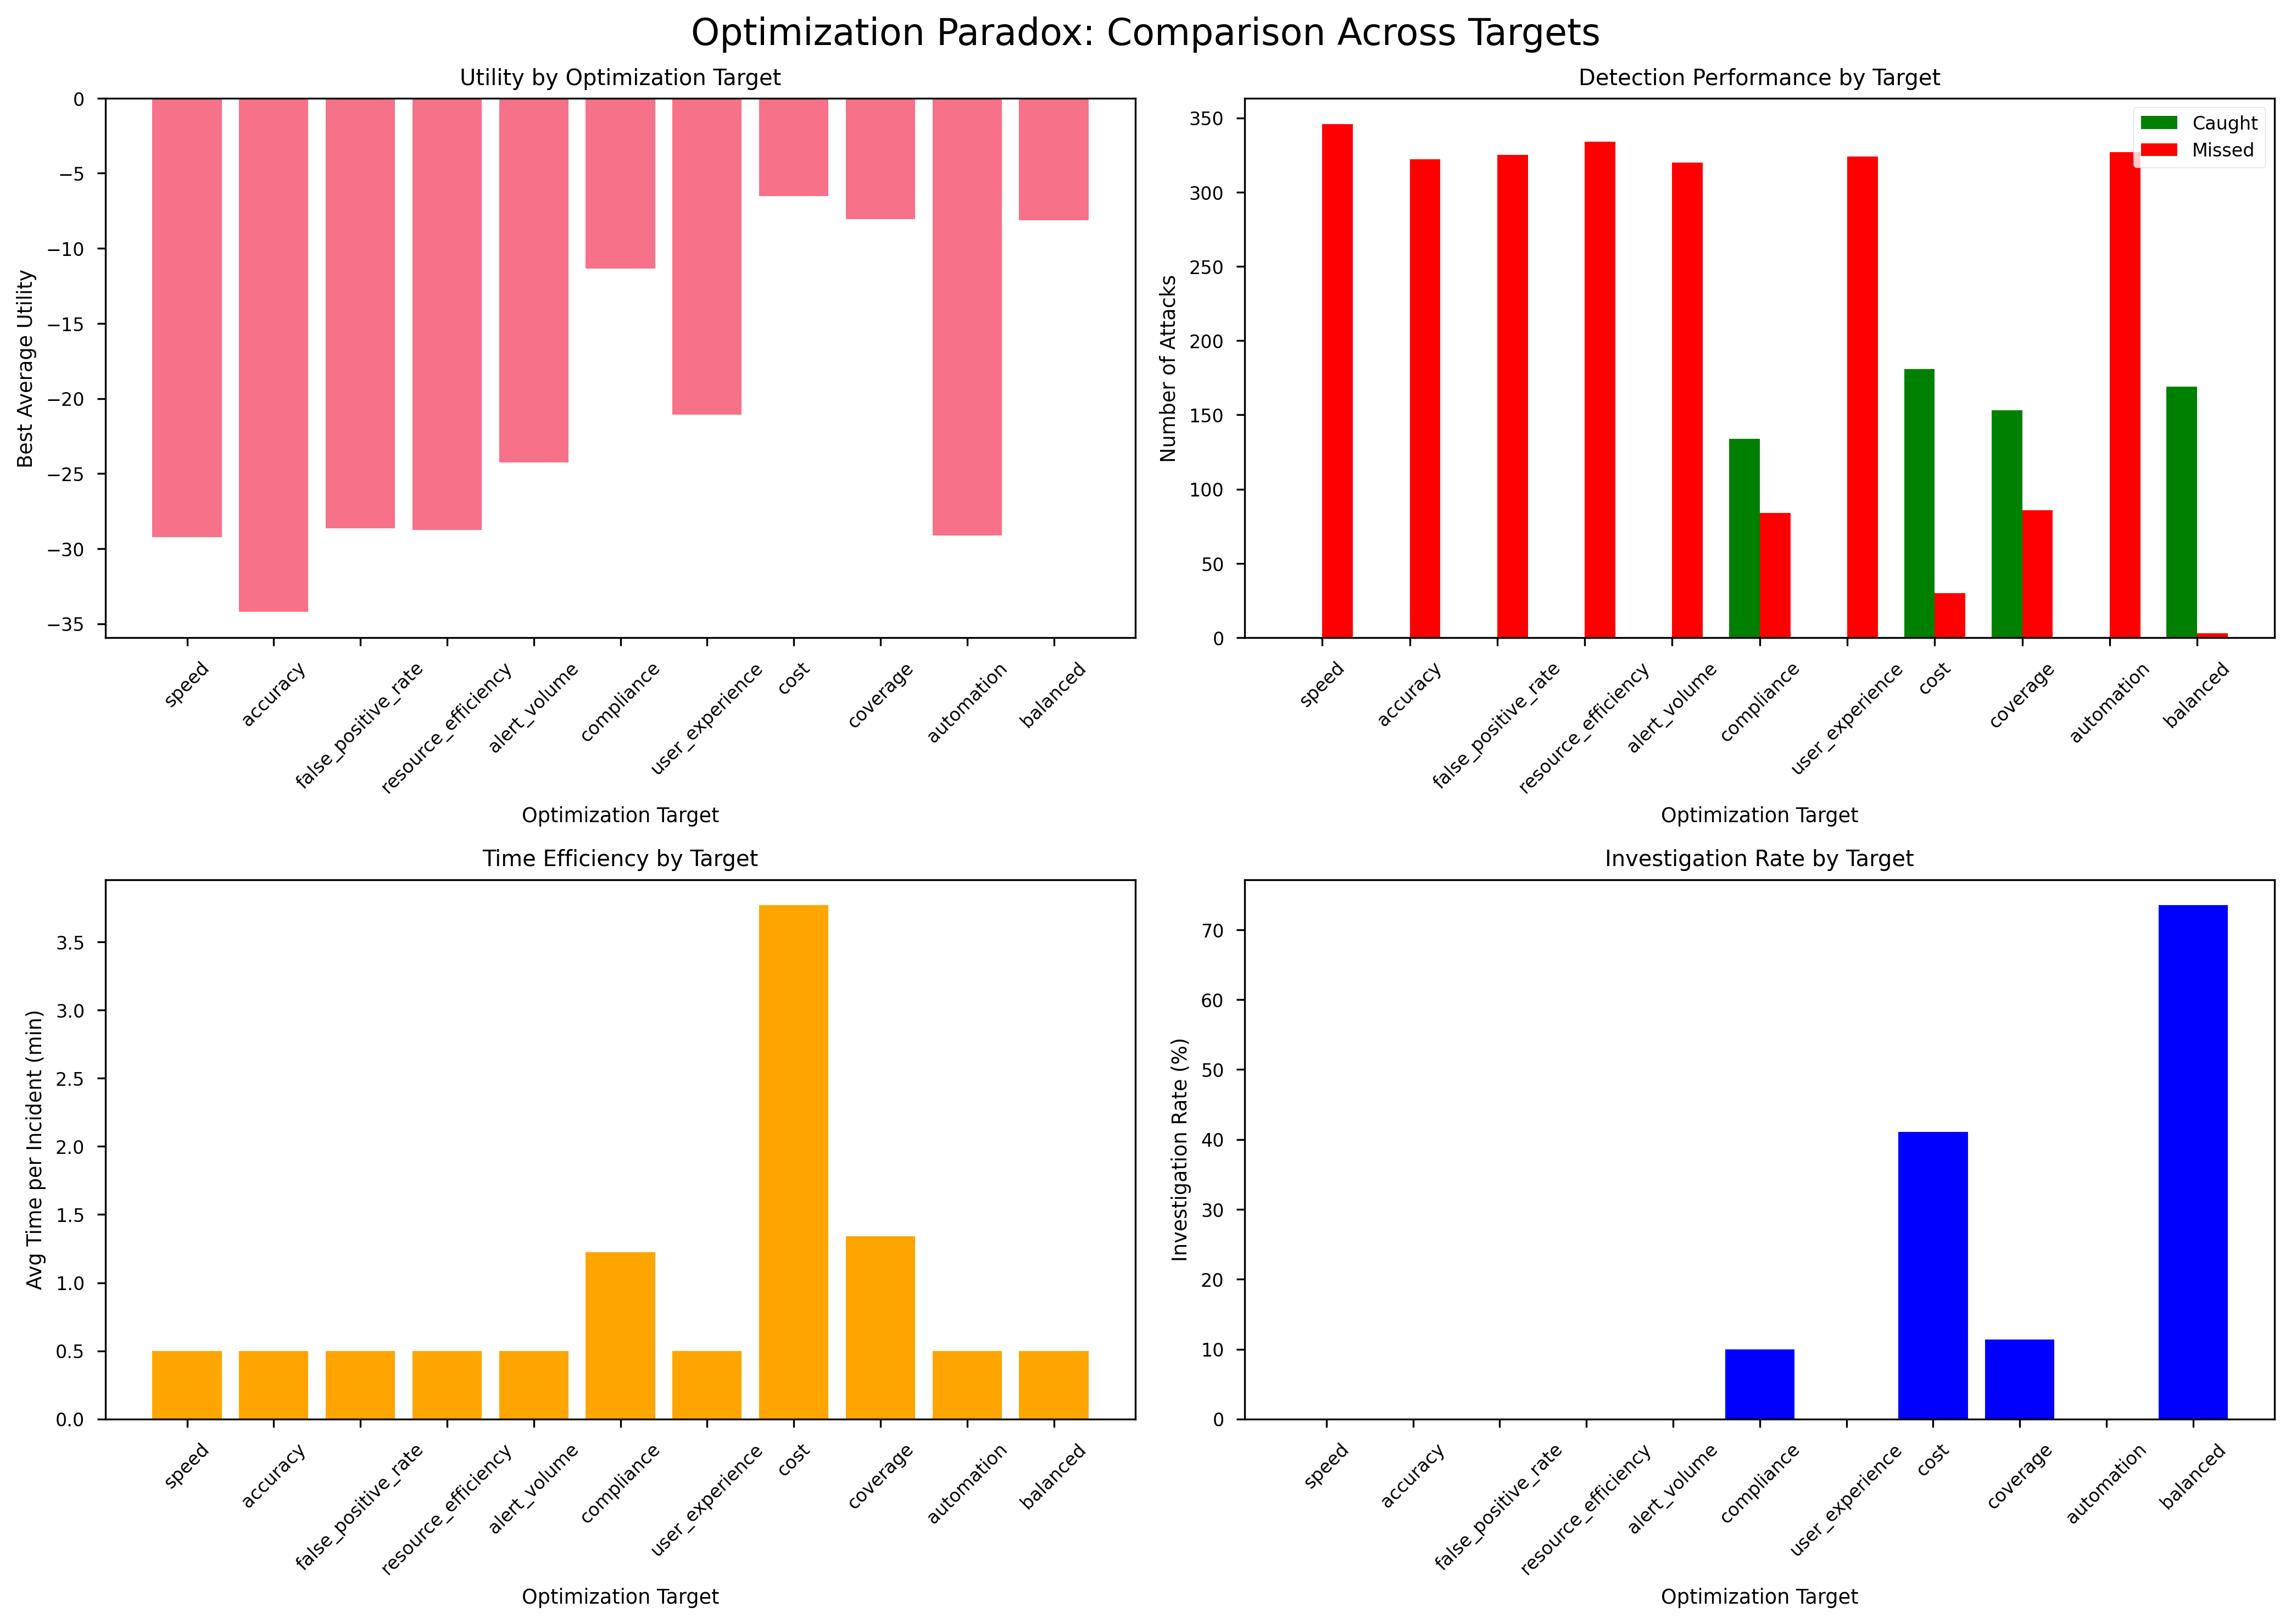 Optimization Paradox: Comparison Across Targets
Utility by Optimization Target
Best Average Utility
0
−5
−10
−15
−20
−25
−30
−35
speed
accuracy
false_positive_rate
resource_efficiency
alert_volume
compliance
user_experience
cost
coverage
automation
balanced
Optimization Target
Detection Performance by Target
Number of Attacks
350
300
250
200
150
100
50
0
Caught
Missed
speed
accuracy
false_positive_rate
resource_efficiency
alert_volume
compliance
user_experience
cost
coverage
automation
balanced
Optimization Target
Time Efficiency by Target
Avg Time per Incident (min)
3.5
3.0
2.5
2.0
1.5
1.0
0.5
0.0
speed
accuracy
false_positive_rate
resource_efficiency
alert_volume
compliance
user_experience
cost
coverage
automation
balanced
Optimization Target
Investigation Rate by Target
Investigation Rate (%)
70
60
50
40
30
20
10
0
speed
accuracy
false_positive_rate
resource_efficiency
alert_volume
compliance
user_experience
cost
coverage
automation
balanced
Optimization Target